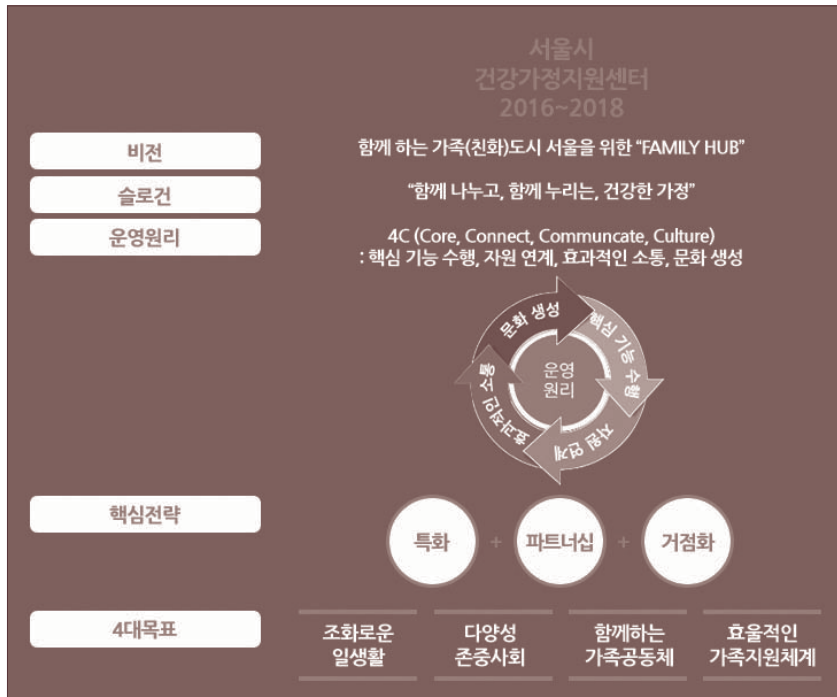 서울시
건강가정지원센터
2016~2018
비전
함께 하는 가족(친화)도시 서울을 위한 “FAMILY HUB”
슬로건
“함께 나누고, 함께 누리는, 건강한 가정”
운영원리
4C (Core, Connect, Communcate, Culture)
: 핵심 기능 수행, 자원 연계, 효과적인 소통, 문화 생성
문화 생성
핵심 기능 수행
자원 연계
효과적인 소통
운영
원리
핵심전략
특화 + 파트너십 + 거점화
4대목표
조화로운
일생활
다양성
존중사회
함께하는
가족공동체
효율적인
가족지원체계